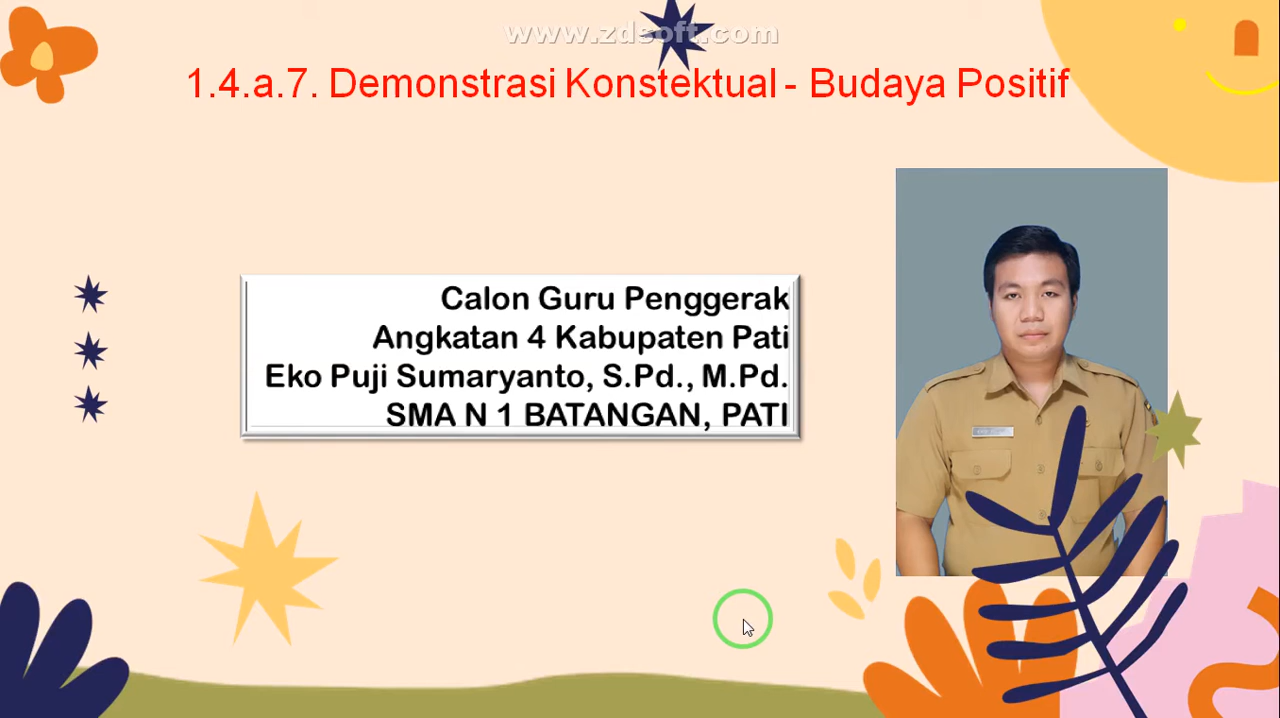 www.zdsoft.com
1.4.a.7. Demonstrasi Konstektual - Budaya Positif
Calon Guru Penggerak
Angkatan 4 Kabupaten Pati
Eko Puji Sumaryanto, S.Pd., M.Pd.
SMA N 1 BATANGAN, PATI